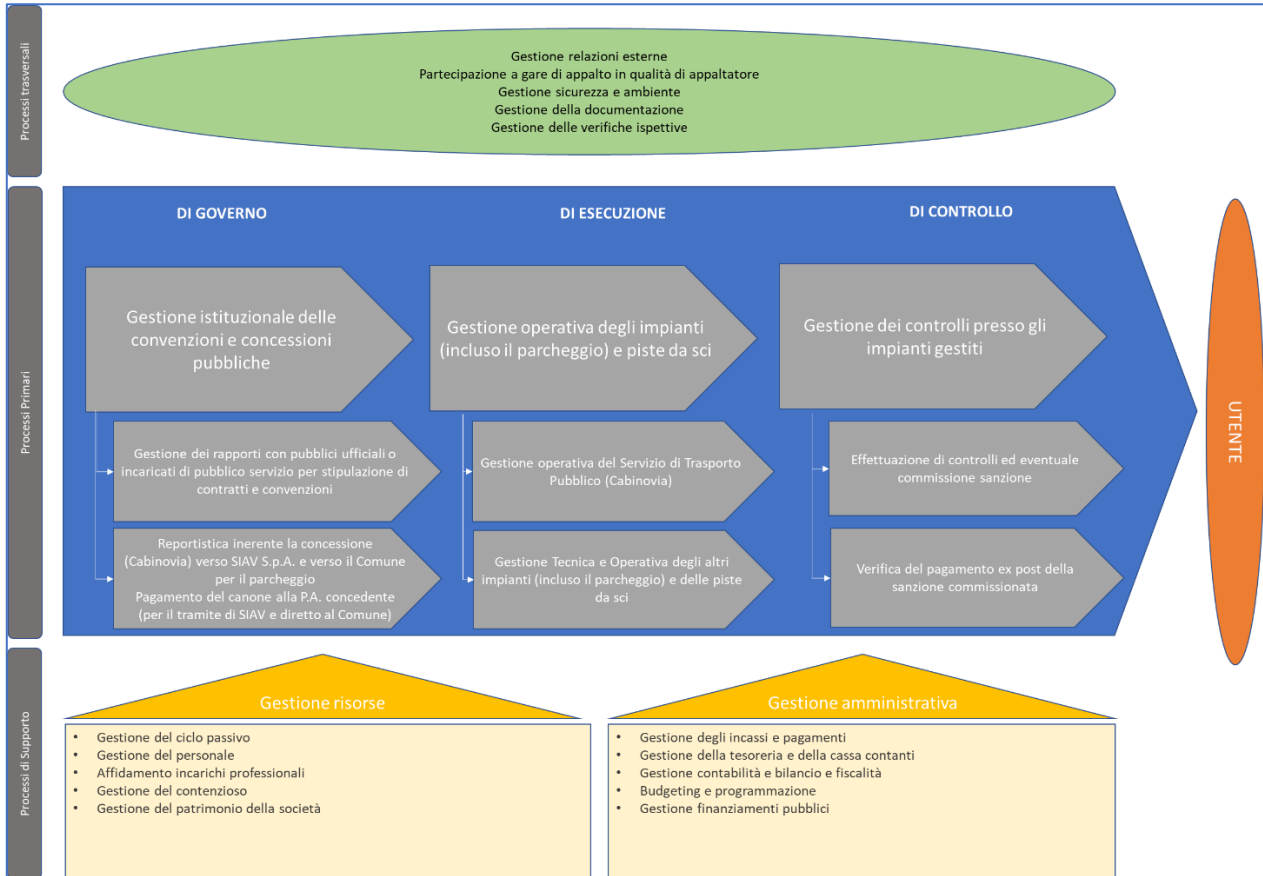 Processi trasversali
Gestione relazioni esterne
Partecipazione a gare di appalto in qualità di appaltatore
Gestione sicurezza e ambiente
Gestione della documentazione
Gestione delle verifiche ispettive
Processi Primari
DI GOVERNO
DI ESECUZIONE
DI CONTROLLO
Gestione istituzionale delle
convenzioni e concessioni
pubbliche
Gestione operativa degli impianti
(incluso il parcheggio) e piste da sci
Gestione dei controlli presso gli
impianti gestiti
Gestione dei rapporti con pubblici ufficiali o
incaricati di pubblico servizio per stipulazione di
contratti e convenzioni
Gestione operativa del Servizio di Trasporto
Pubblico (Cabinovia)
Effettuazione di controlli ed eventuale
commissione sanzione
Reportistica inerente la concessione
(Cabinovia) verso SIAV S.p.A. e verso il Comune
per il parcheggio
Pagamento del canone alla P.A. concedente
(per il tramite di SIAV e diretto al Comune)
Gestione Tecnica e Operativa degli altri
impianti (incluso il parcheggio) e delle piste
da sci
Verifica del pagamento ex post della
sanzione commissionata
UTENTE
Processi di Supporto
Gestione risorse
• Gestione del ciclo passivo
• Gestione del personale
• Affidamento incarichi professionali
• Gestione del contenzioso
• Gestione del patrimonio della società
Gestione amministrativa
• Gestione degli incassi e pagamenti
• Gestione della tesoreria e della cassa contanti
• Gestione contabilità e bilancio e fiscalità
• Budgeting e programmazione
• Gestione finanziamenti pubblici